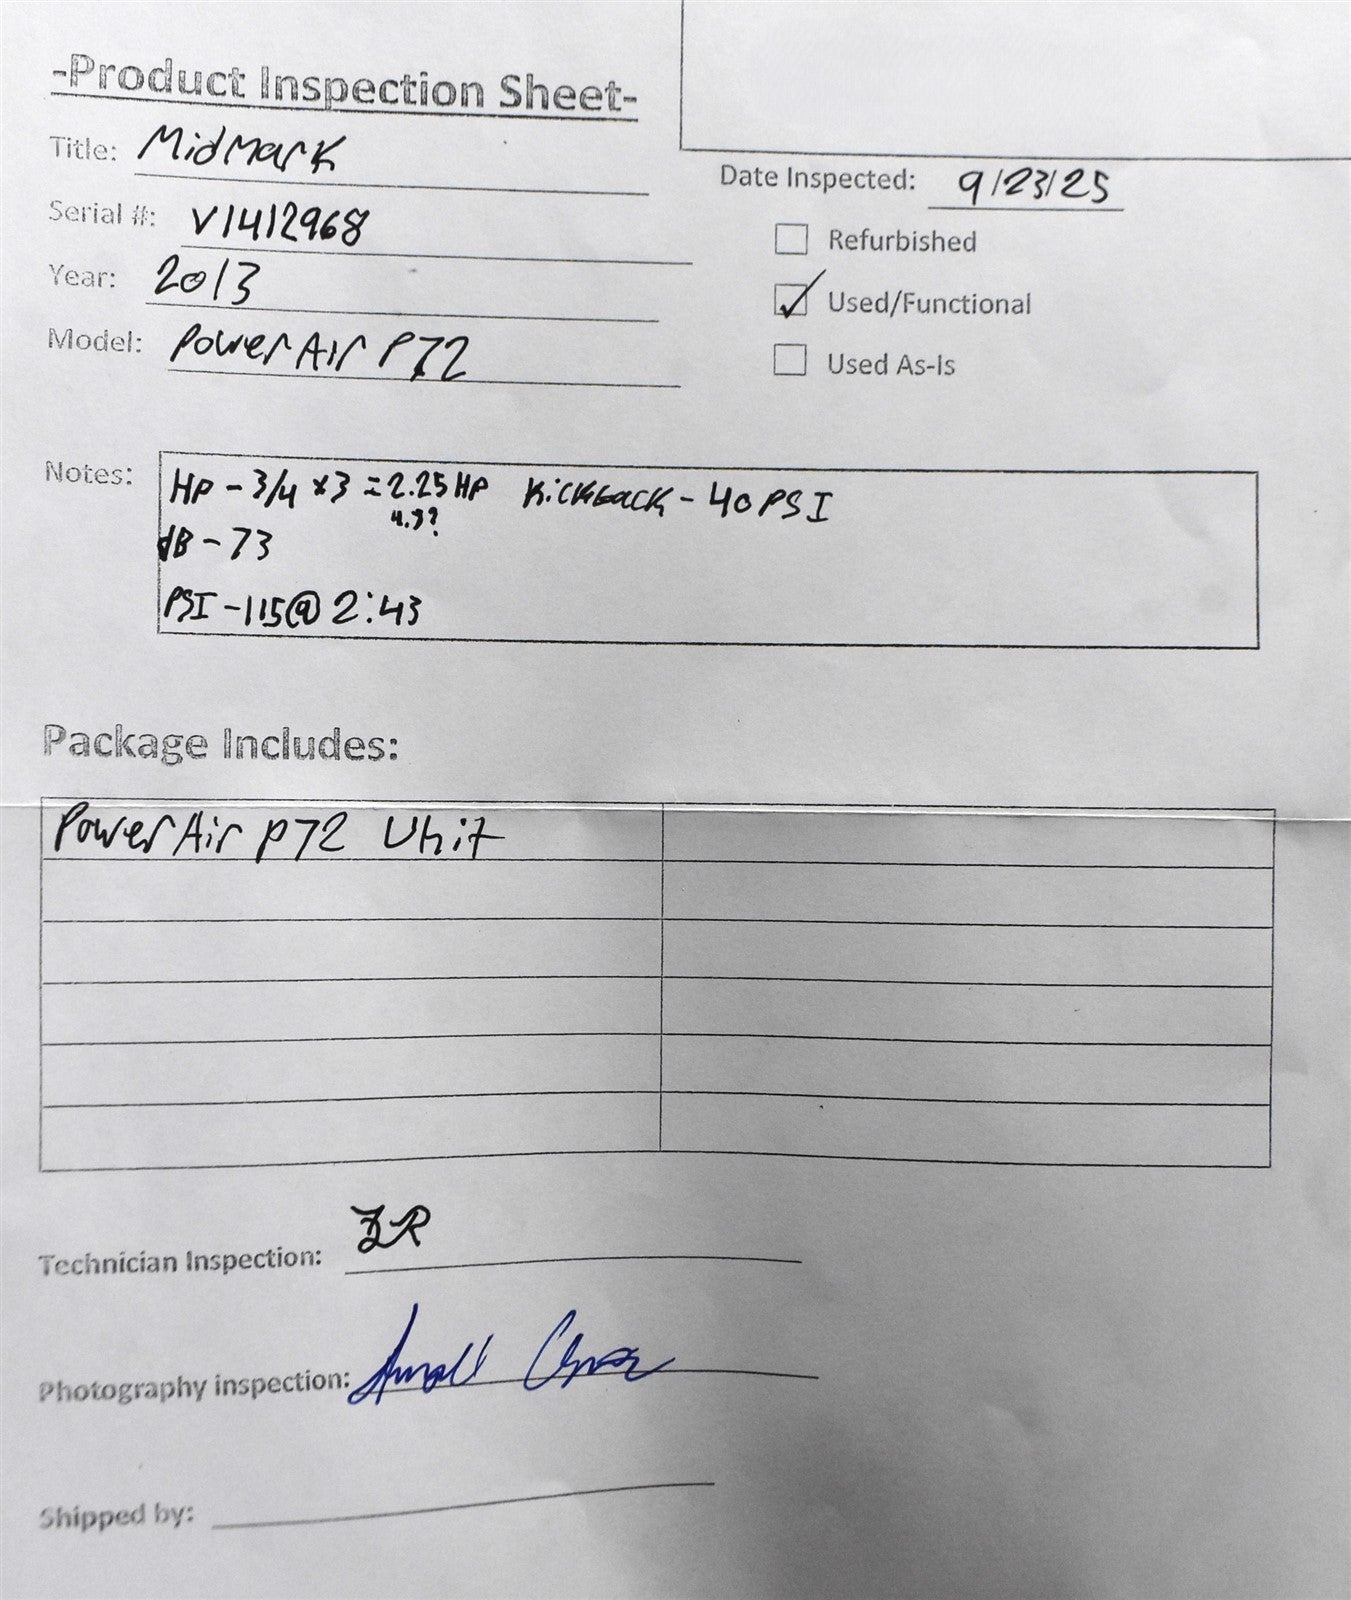 -Product Inspection Sheet-
Title: Midmark
Date Inspected: 9/23/25
Serial #: V1412968
Refurbished
Year: 2013
Used/Functional
Model: PowerAir P72
Used As-Is
Notes: HP - 3/4 x3 = 2.25 HP Kickback - 40 PSI
4.9?
dB - 73
PSI - 115@ 2:43
Package Includes:
PowerAir P72 Unit
Technician Inspection:
Photography inspection:
Shipped by: